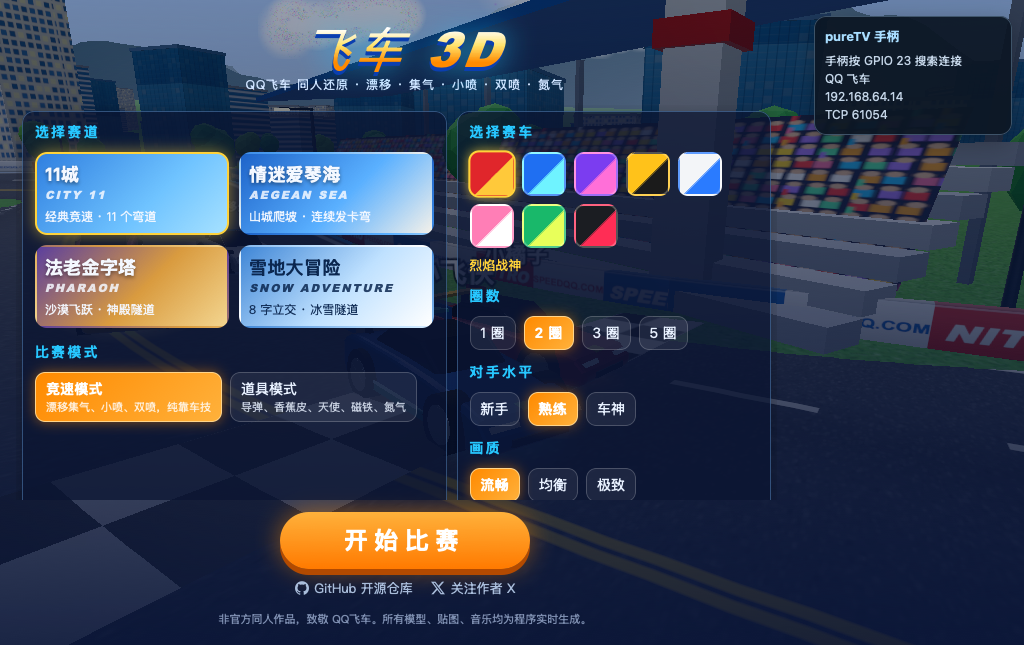 飞车 3D
QQ飞车 同人还原 · 漂移 · 集气 · 小喷 · 双喷 · 氮气
pureTV 手柄
手柄按 GPIO 23 搜索连接
QQ 飞车
192.168.64.14
TCP 61054
选择赛道
11城
CITY 11
经典竞速 · 11 个弯道
情迷爱琴海
AEGEAN SEA
山城爬坡 · 连续发卡弯
法老金字塔
PHARAOH
沙漠飞跃 · 神殿隧道
雪地大冒险
SNOW ADVENTURE
8 字立交 · 冰雪隧道
比赛模式
竞速模式
漂移集气、小喷、双喷，纯靠车技
道具模式
导弹、香蕉皮、天使、磁铁、氮气
选择赛车
烈焰战神
圈数
1 圈
2 圈
3 圈
5 圈
对手水平
新手
熟练
车神
画质
流畅
均衡
极致
SPEE
Q.COM
NIT
开始比赛
GitHub 开源仓库
关注作者 X
非官方同人作品，致敬 QQ飞车。所有模型、贴图、音乐均为程序实时生成。